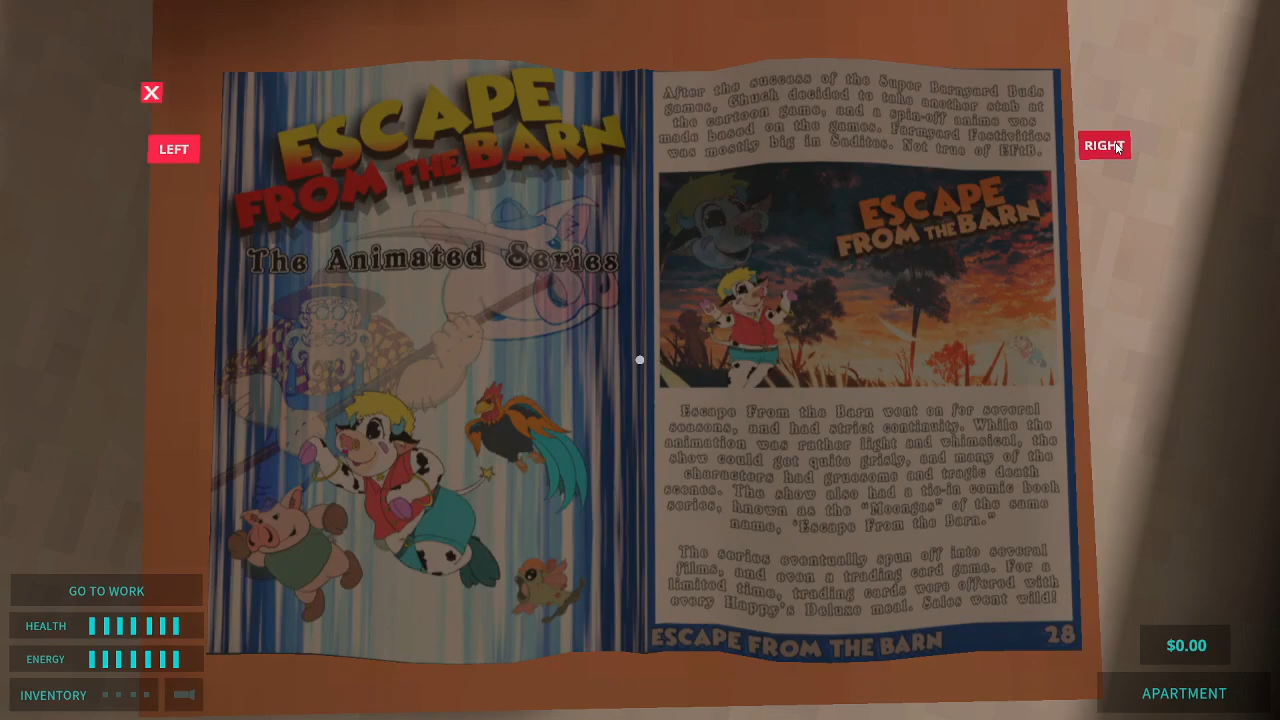 X
LEFT
RIGHT
ESCAPE
FROM THE BARN
The Animated Series
After the success of the Super Barnyard Buds
games, Ghuch decided to take another stab at
the cartoon game, and a spin-off anime was
made based on the games. Farmyard Festivities
was mostly big in Soditos. Not true of EFtB.
ESCAPE
FROM THE BARN
Escape From the Barn went on for several
seasons, and had strict continuity. While the
animation was rather light and whimsical, the
show could get quite grisly, and many of the
characters had gruesome and tragic death
scenes. The show also had a tie-in comic book
series, known as the "Moongas" of the same
name, "Escape From the Barn."
The series eventually spun off into several
films, and even a trading card game. For a
limited time, trading cards were offered with
every Happy's Deluxe meal. Sales went wild!
ESCAPE FROM THE BARN 28
GO TO WORK
HEALTH
ENERGY
INVENTORY
$0.00
APARTMENT